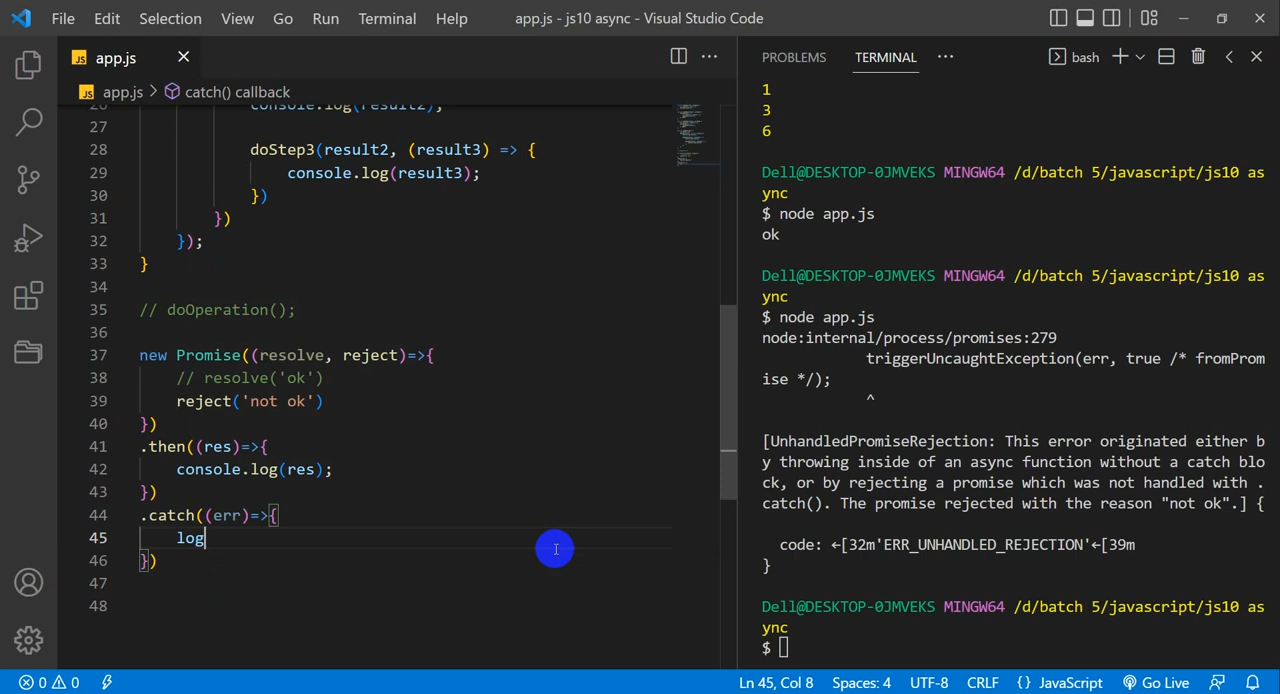 File Edit Selection View Go Run Terminal Help app.js - js10 async - Visual Studio Code
JS app.js
JS app.js > catch() callback
26 console.log(result2);
27
28 doStep3(result2, (result3) => {
29 console.log(result3);
30 })
31 })
32 });
33 }
34
35 // doOperation();
36
37 new Promise((resolve, reject)=>{
38 // resolve('ok')
39 reject('not ok')
40 })
41 .then((res)=>{
42 console.log(res);
43 })
44 .catch((err)=>{
45 log
46 })
47
48
PROBLEMS TERMINAL ··· bash
1
3
6
Dell@DESKTOP-0JMVEKS MINGW64 /d/batch 5/javascript/js10 as
ync
$ node app.js
ok
Dell@DESKTOP-0JMVEKS MINGW64 /d/batch 5/javascript/js10 as
ync
$ node app.js
node:internal/process/promises:279
triggerUncaughtException(err, true /* fromProm
ise */);
^
[UnhandledPromiseRejection: This error originated either b
y throwing inside of an async function without a catch blo
ck, or by rejecting a promise which was not handled with .
catch(). The promise rejected with the reason "not ok".] {
code: ←[32m'ERR_UNHANDLED_REJECTION'←[39m
}
Dell@DESKTOP-0JMVEKS MINGW64 /d/batch 5/javascript/js10 as
ync
$
0 0 Ln 45, Col 8 Spaces: 4 UTF-8 CRLF {} JavaScript Go Live